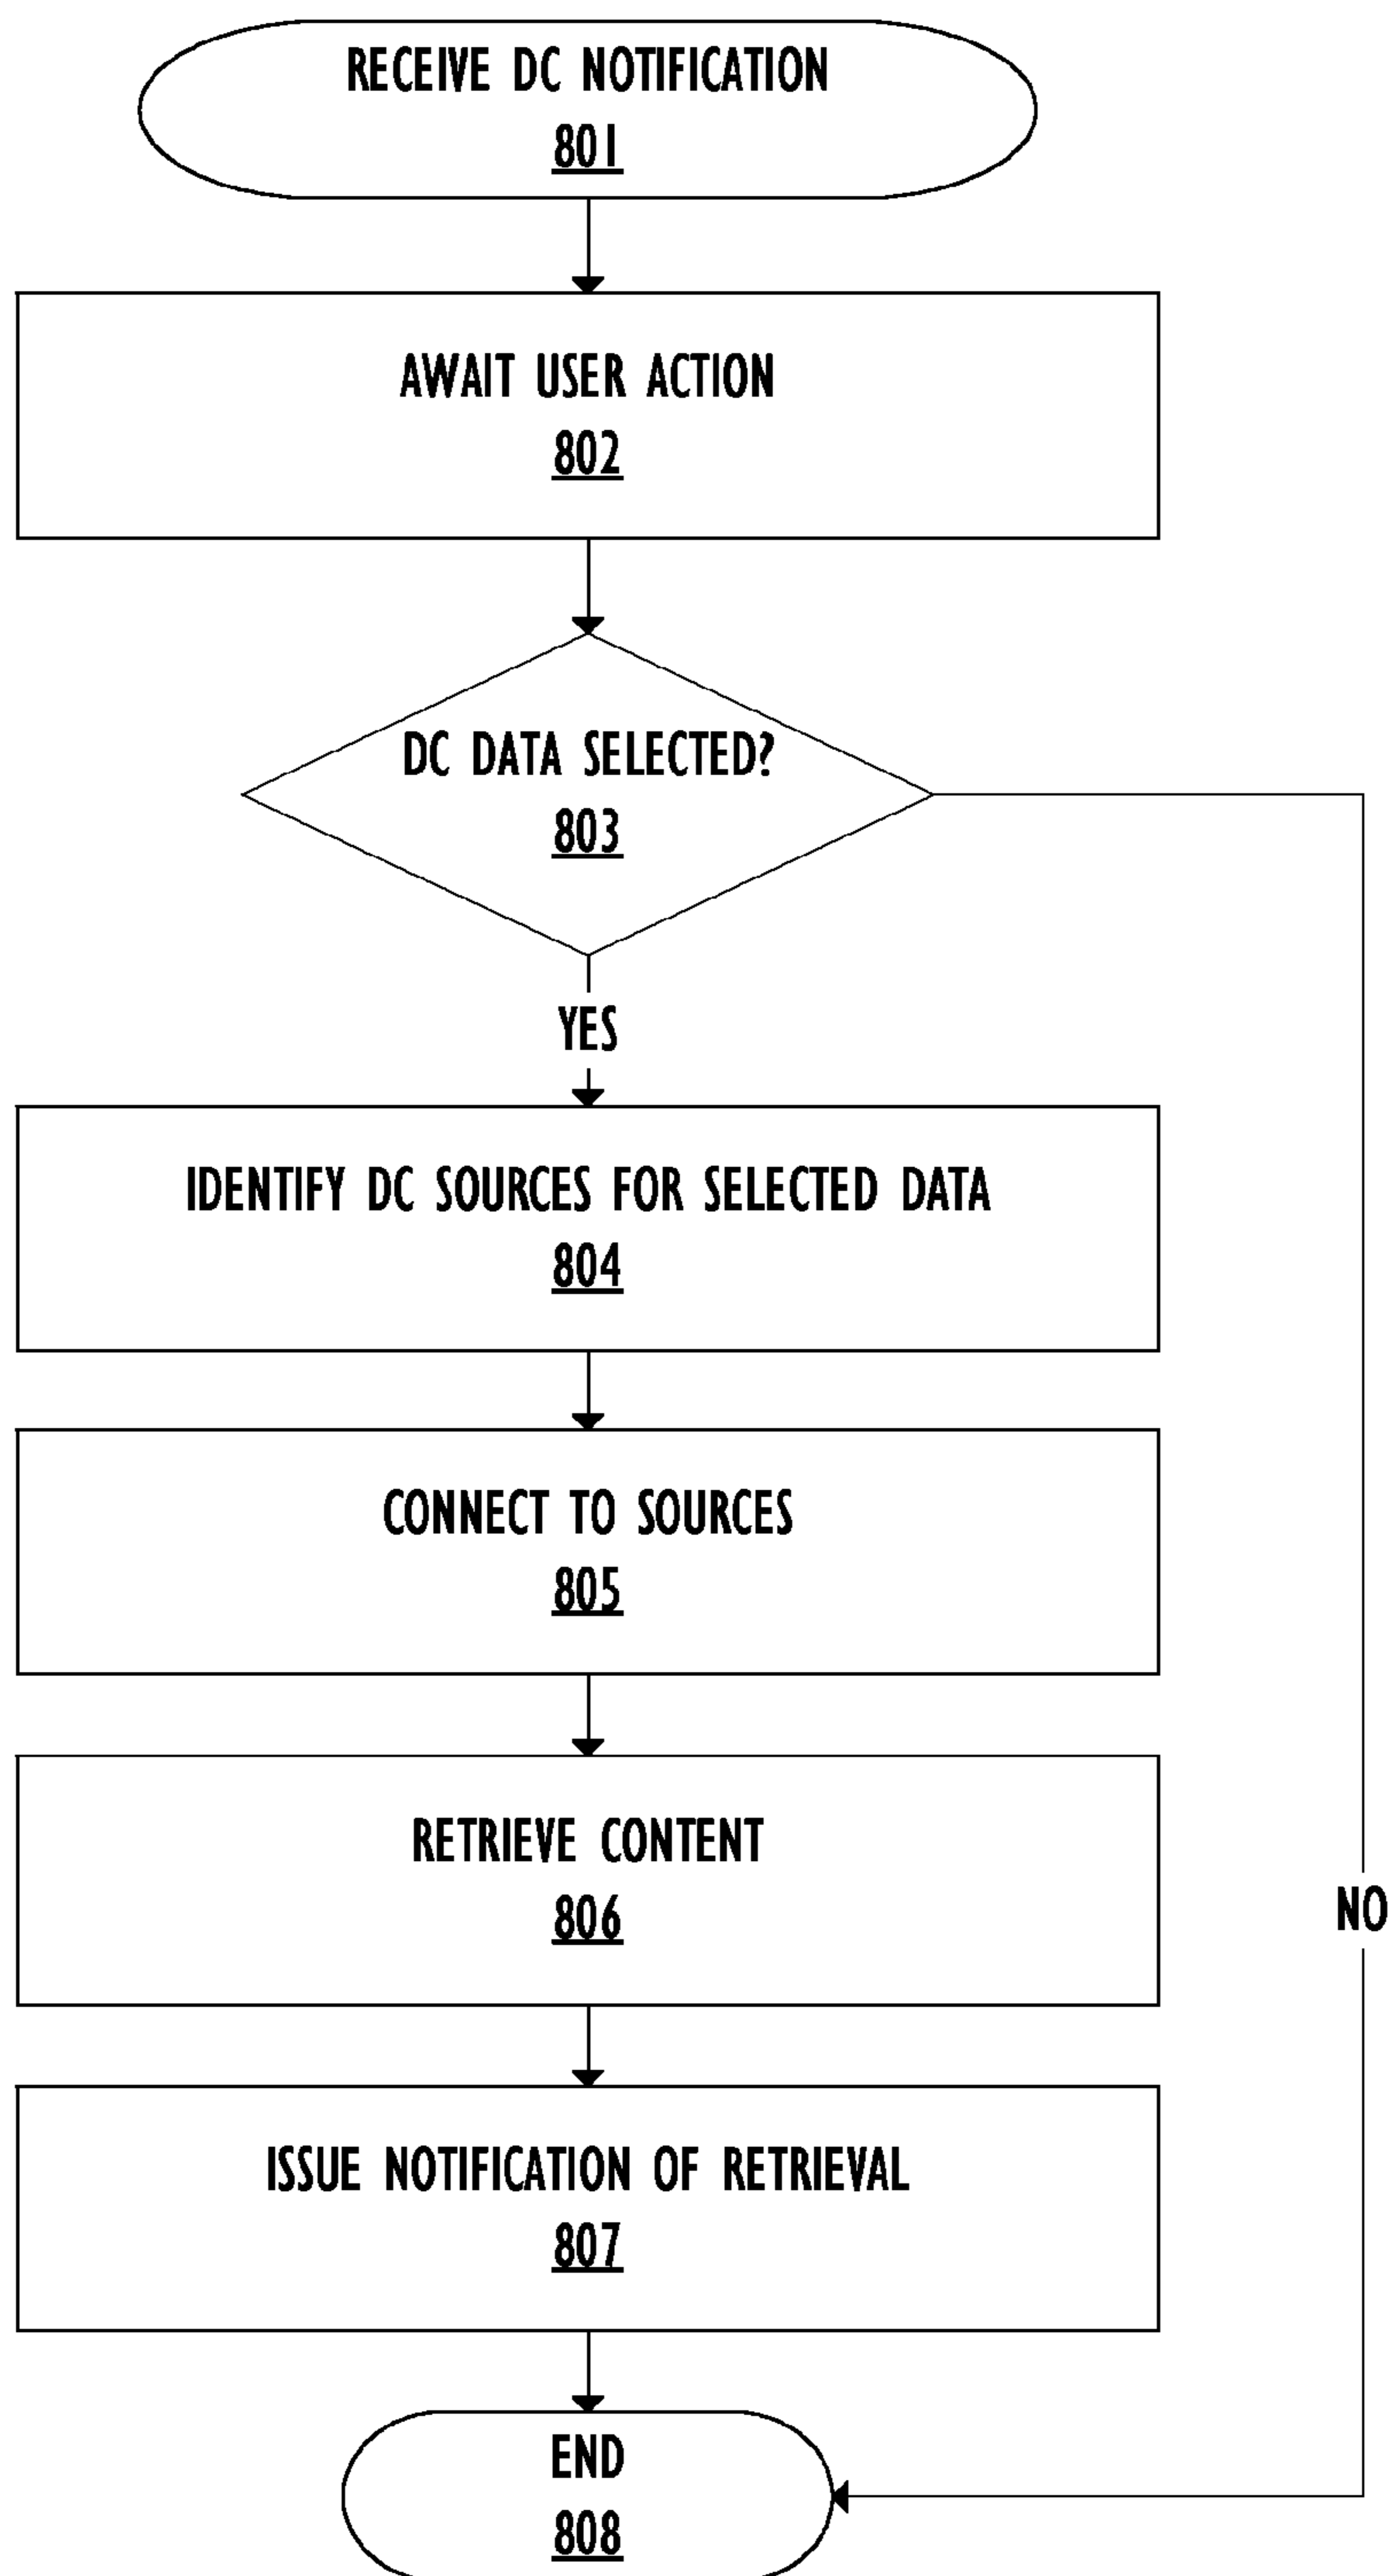 RECEIVE DC NOTIFICATION
801
AWAIT USER ACTION
802
DC DATA SELECTED?
803
YES
IDENTIFY DC SOURCES FOR SELECTED DATA
804
CONNECT TO SOURCES
805
RETRIEVE CONTENT
806
NO
ISSUE NOTIFICATION OF RETRIEVAL
807
END
808